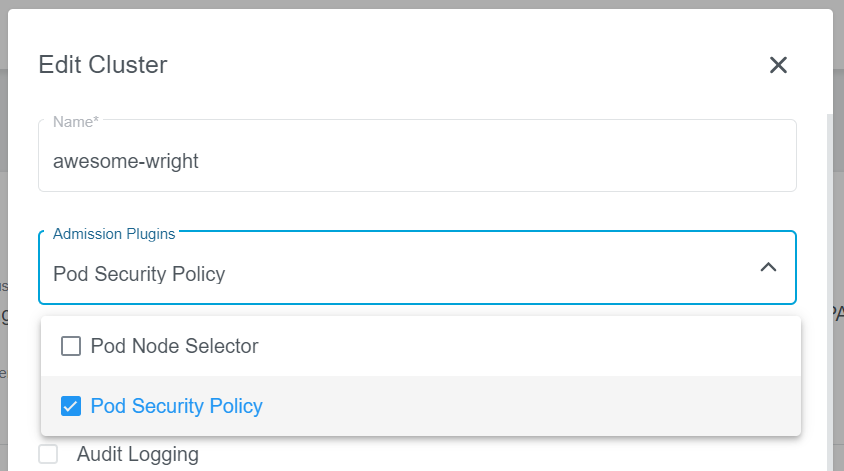 Edit Cluster
Name*
awesome-wright
Admission Plugins
Pod Security Policy
Pod Node Selector
Pod Security Policy
Audit Logging